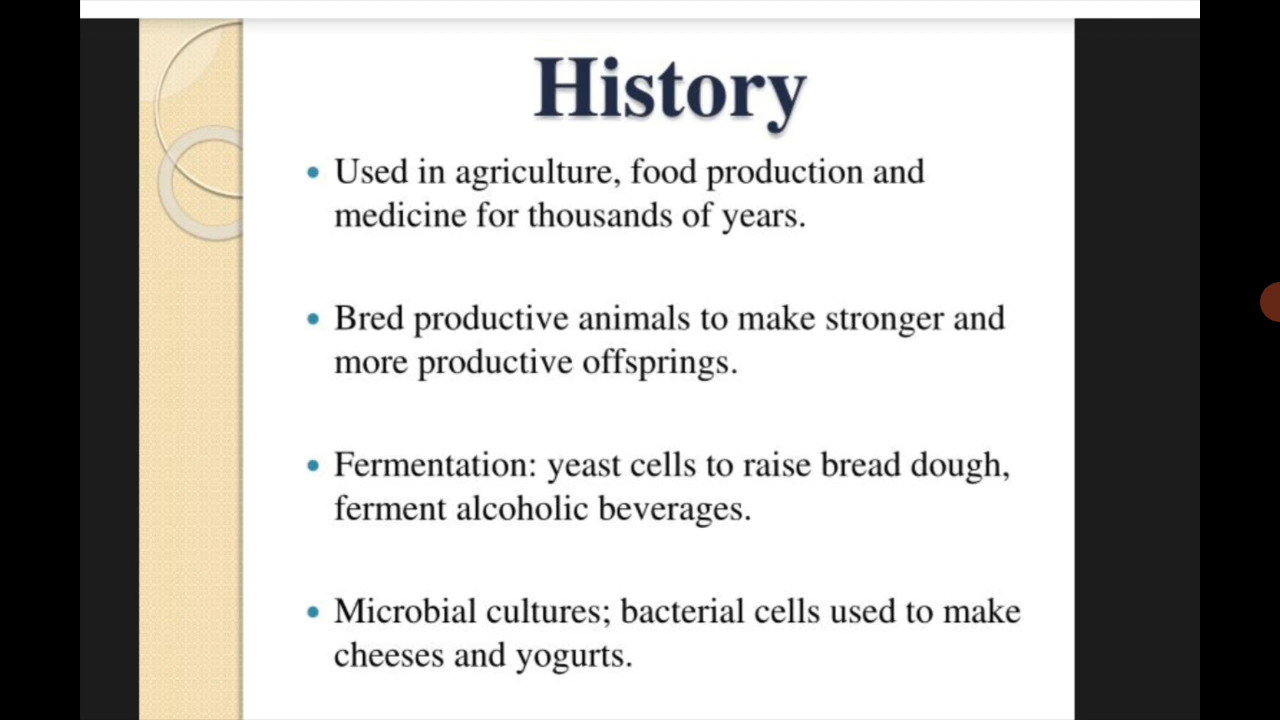 History
• Used in agriculture, food production and
medicine for thousands of years.
• Bred productive animals to make stronger and
more productive offsprings.
• Fermentation: yeast cells to raise bread dough,
ferment alcoholic beverages.
• Microbial cultures; bacterial cells used to make
cheeses and yogurts.